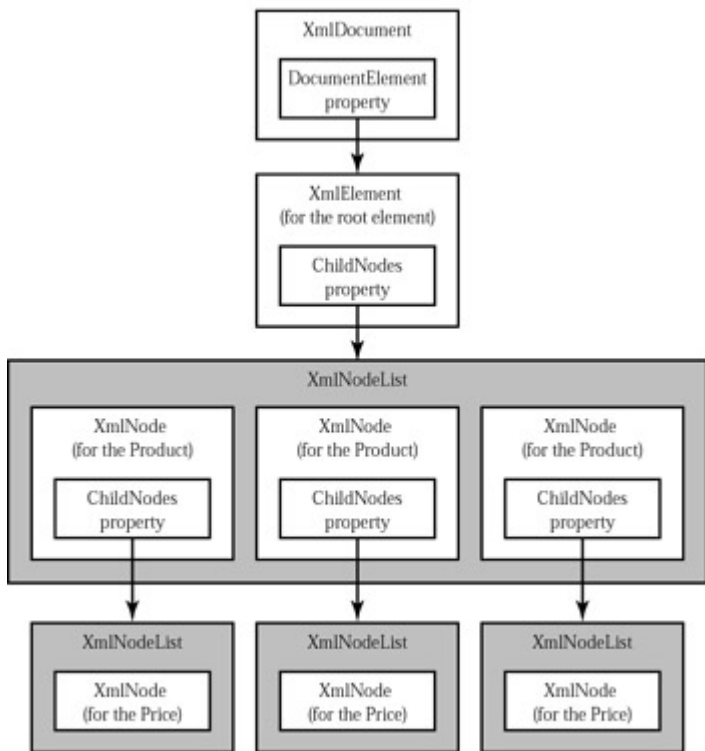 XmlDocument
DocumentElement
property
XmlElement
(for the root element)
ChildNodes
property
XmlNodeList
XmlNode
(for the Product)
ChildNodes
property
XmlNode
(for the Product)
ChildNodes
property
XmlNode
(for the Product)
ChildNodes
property
XmlNodeList
XmlNode
(for the Price)
XmlNodeList
XmlNode
(for the Price)
XmlNodeList
XmlNode
(for the Price)